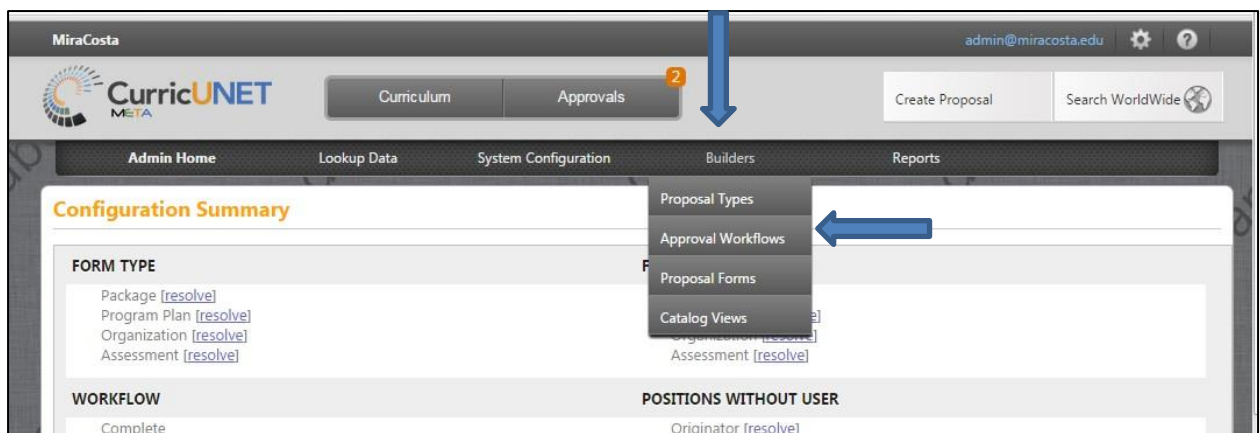 MiraCosta admin@miracosta.edu
CurricUNET
META
Curriculum Approvals 2
Create Proposal Search WorldWide
Admin Home Lookup Data System Configuration Builders Reports
Proposal Types
Approval Workflows
Proposal Forms
Catalog Views
Configuration Summary
FORM TYPE
Package [resolve]
Program Plan [resolve]
Organization [resolve]
Assessment [resolve]
Organization [resolve]
Assessment [resolve]
WORKFLOW
Complete
POSITIONS WITHOUT USER
Originator [resolve]